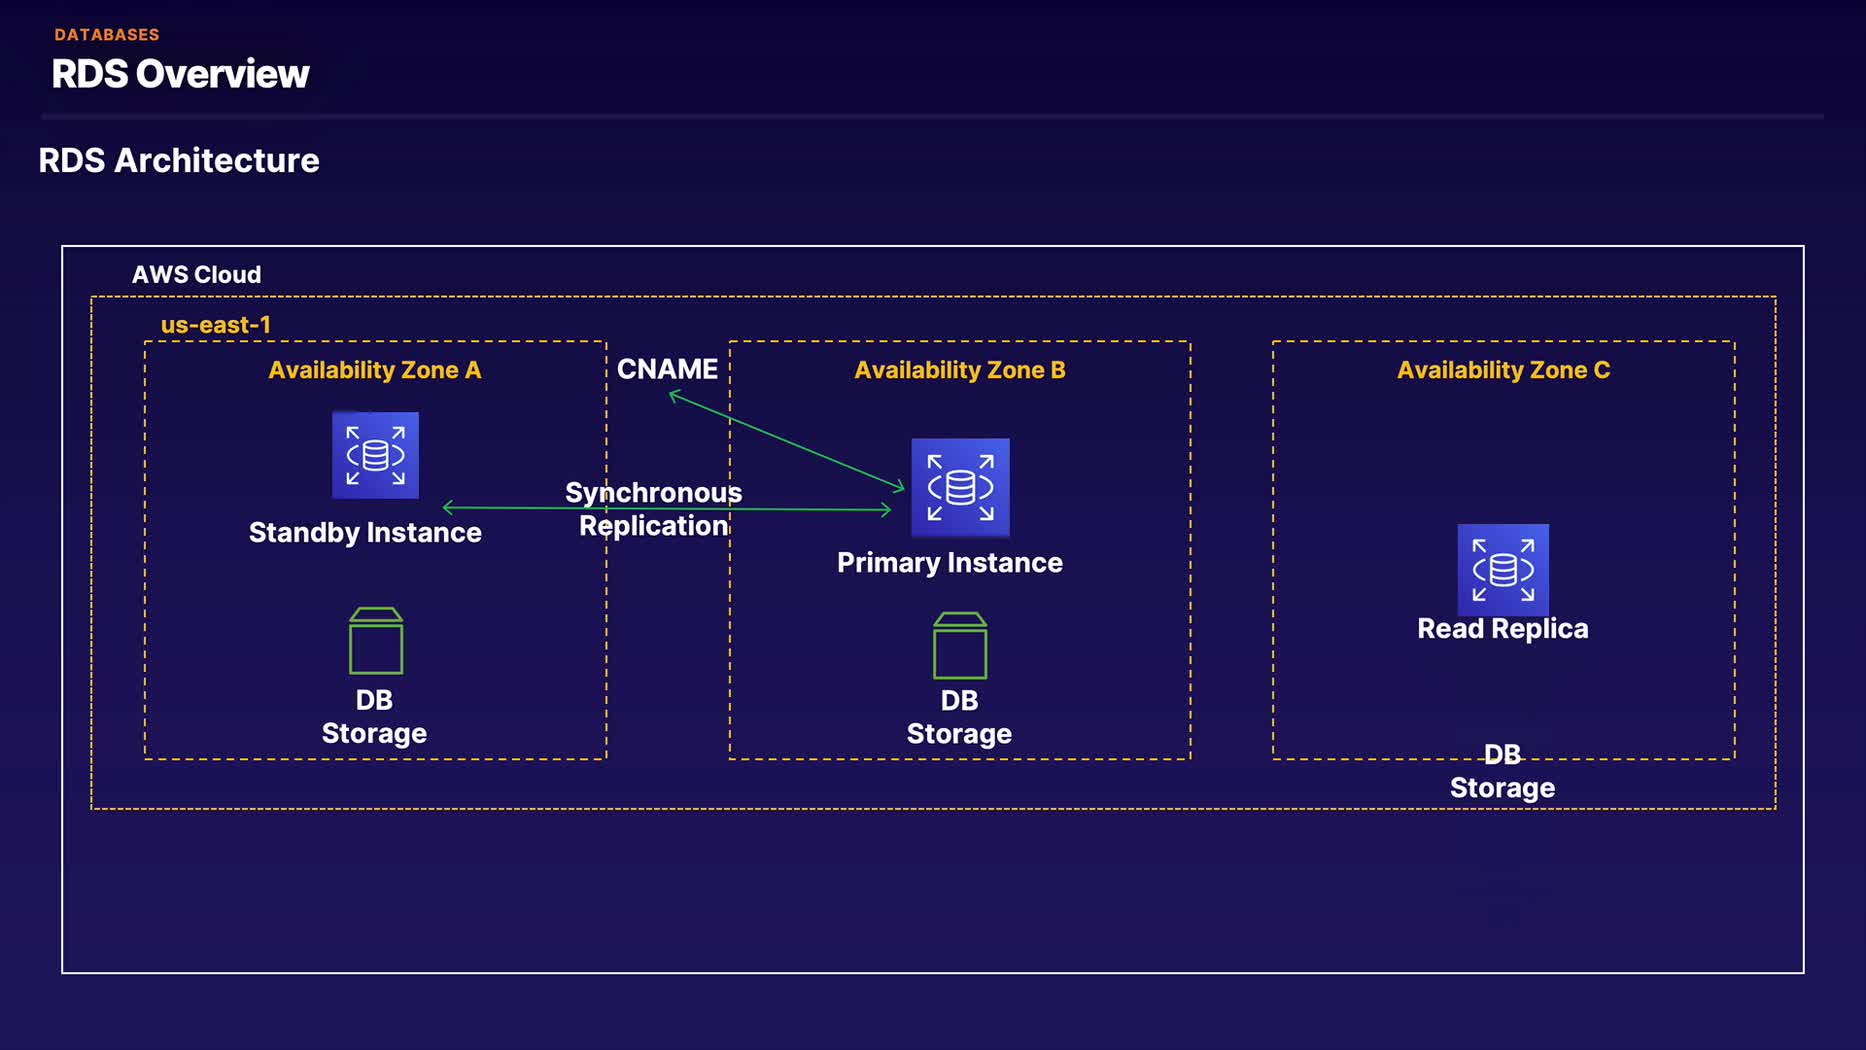 DATABASES
RDS Overview
RDS Architecture
AWS Cloud
us-east-1
Availability Zone A
CNAME
Availability Zone B
Availability Zone C
Synchronous
Replication
Standby Instance
Primary Instance
Read Replica
DB
Storage
DB
Storage
DB
Storage